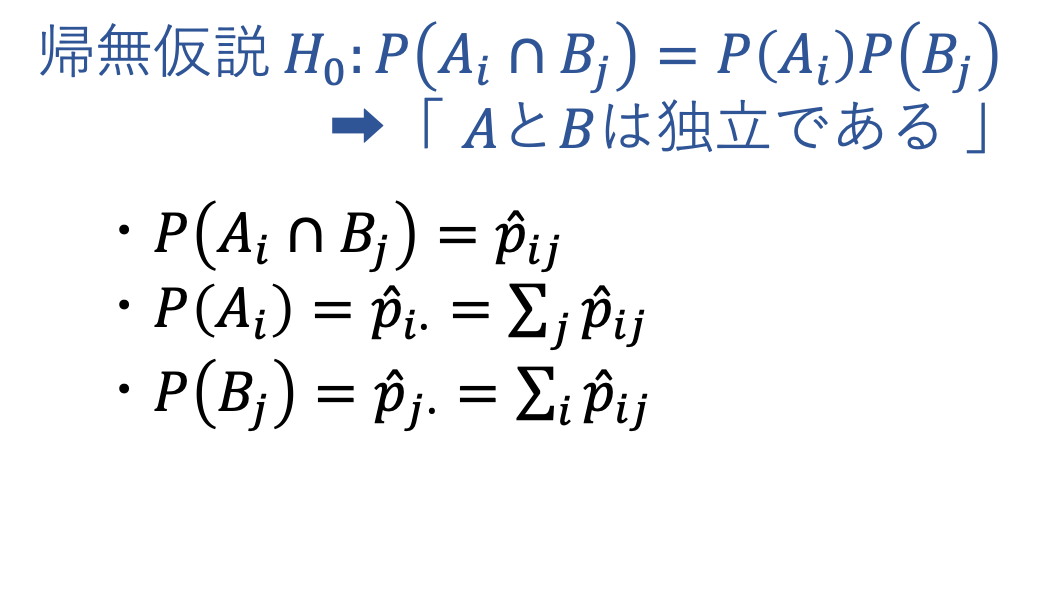 帰無仮説 H₀: P(Aᵢ ∩ Bⱼ) = P(Aᵢ)P(Bⱼ)
➡「 AとBは独立である 」
・P(Aᵢ ∩ Bⱼ) = p̂ᵢⱼ
・P(Aᵢ) = p̂ᵢ. = ∑ⱼ p̂ᵢⱼ
・P(Bⱼ) = p̂ⱼ. = ∑ᵢ p̂ᵢⱼ